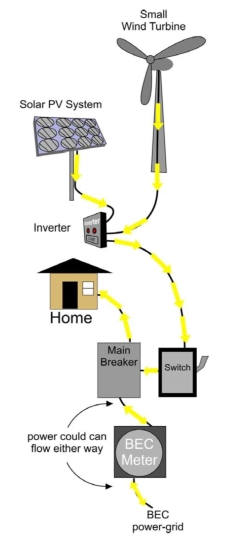 Small
Wind Turbine
Solar PV System
Inverter
Inverter
Home
Main
Breaker
Switch
power could can
flow either way
BEC
Meter
BEC
power-grid